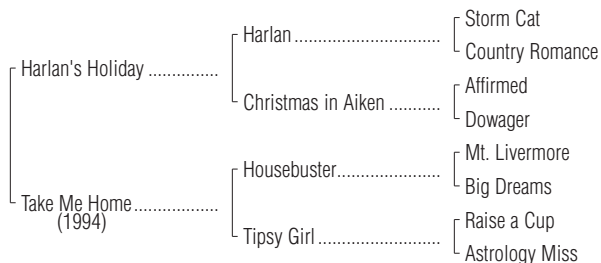 Storm Cat
Harlan ..................................
Country Romance
Harlan's Holiday ................
Affirmed
Christmas in Aiken ...........
Dowager
Mt. Livermore
Housebuster........................
Big Dreams
Take Me Home...................
(1994)
Raise a Cup
Tipsy Girl............................
Astrology Miss